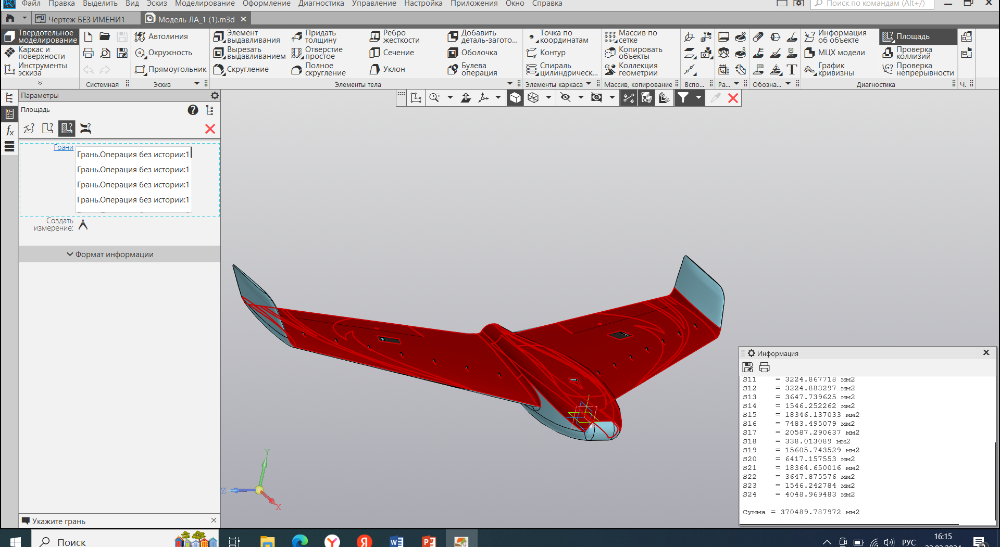 Файл Правка Выделить Вид Эскиз Моделирование Оформление Диагностика Управление Настройка Приложения Окно Справка
Поиск по командам (Alt+/)
Чертеж БЕЗ ИМЕНИ1
Модель ЛА_1 (1).m3d
Твердотельное моделирование
Каркас и поверхности
Инструменты эскиза
Системная
Автолиния
Окружность
Прямоугольник
Эскиз
Элемент выдавливания
Вырезать выдавливанием
Скругление
Придать толщину
Отверстие простое
Полное скругление
Ребро жесткости
Сечение
Уклон
Добавить деталь-загото...
Оболочка
Булева операция
Элементы тела
Точка по координатам
Контур
Спираль цилиндрическ...
Элементы каркаса
Массив по сетке
Копировать объекты
Коллекция геометрии
Массив, копирование
Вспо...
Ра...
Обозна...
Информация об объекте
МЦХ модели
График кривизны
Площадь
Проверка коллизий
Проверка непрерывности
Диагностика
Ч.
Параметры
Площадь
Грани
Грань.Операция без истории:1
Грань.Операция без истории:1
Грань.Операция без истории:1
Грань.Операция без истории:1
Создать измерение:
Формат информации
Y
Z
X
Информация
S11 = 3224.867718 мм2
S12 = 3224.883297 мм2
S13 = 3647.739625 мм2
S14 = 1546.252262 мм2
S15 = 18346.137033 мм2
S16 = 7483.495079 мм2
S17 = 20587.290637 мм2
S18 = 338.013089 мм2
S19 = 15605.743529 мм2
S20 = 6417.157553 мм2
S21 = 18364.650016 мм2
S22 = 3647.875576 мм2
S23 = 1546.242784 мм2
S24 = 4048.969483 мм2
Сумма = 370489.787972 мм2
Укажите грань
Поиск
РУС
16:15